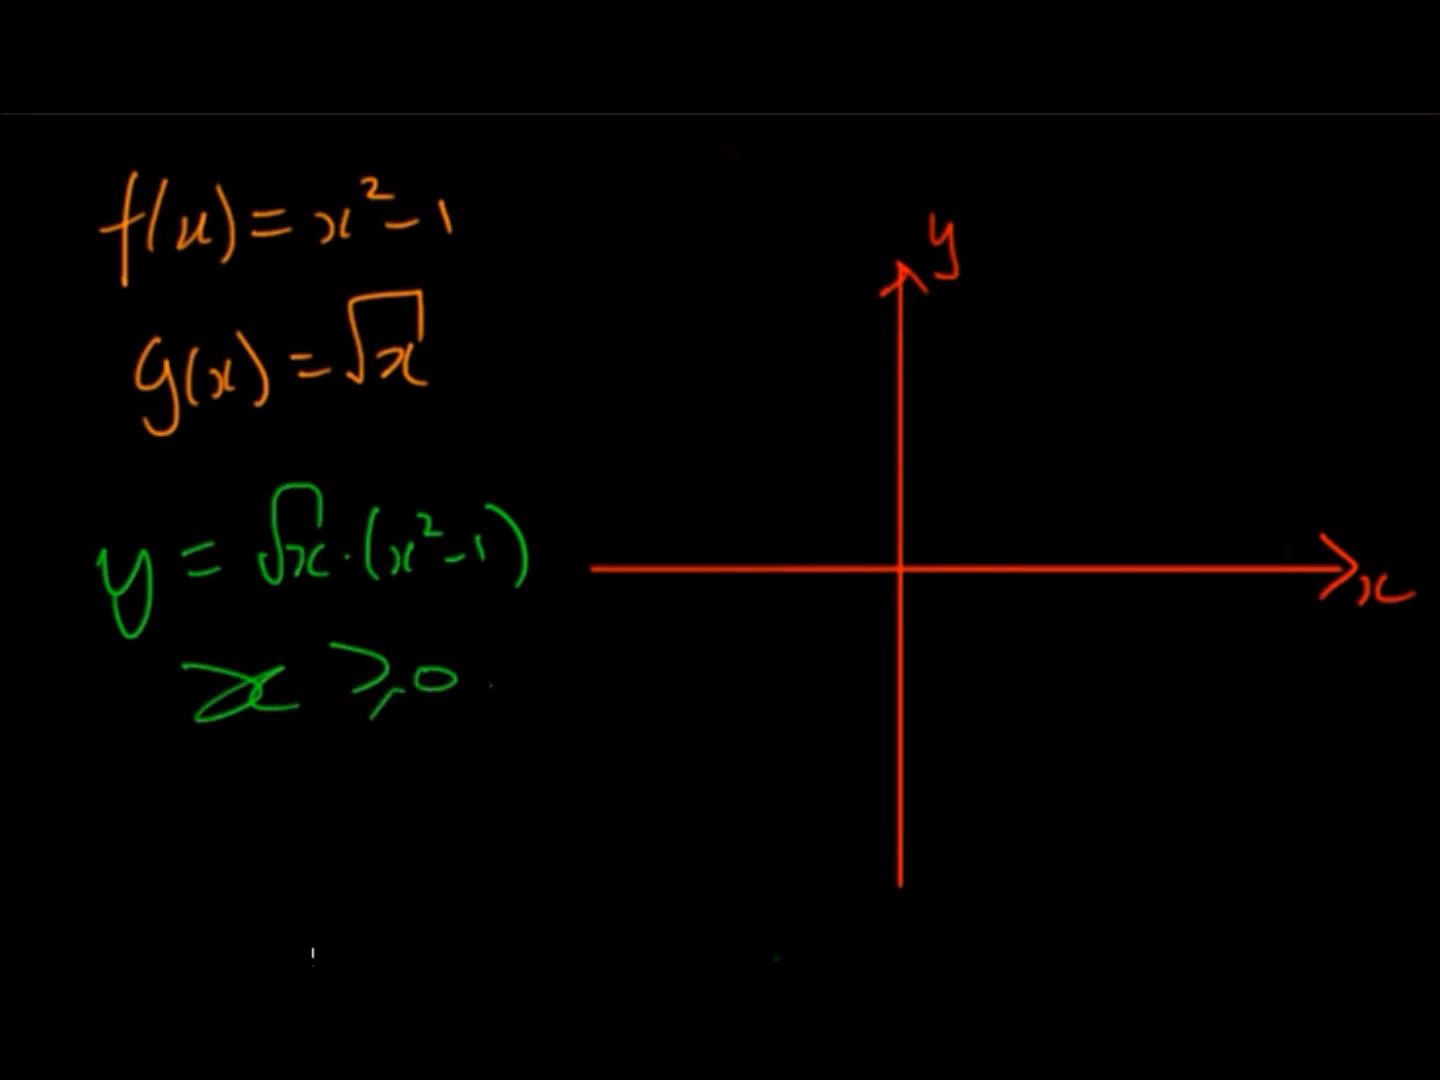 f(x) = x² - 1
g(x) = √x
y = √x · (x² - 1)
x ⩾ 0
y
x